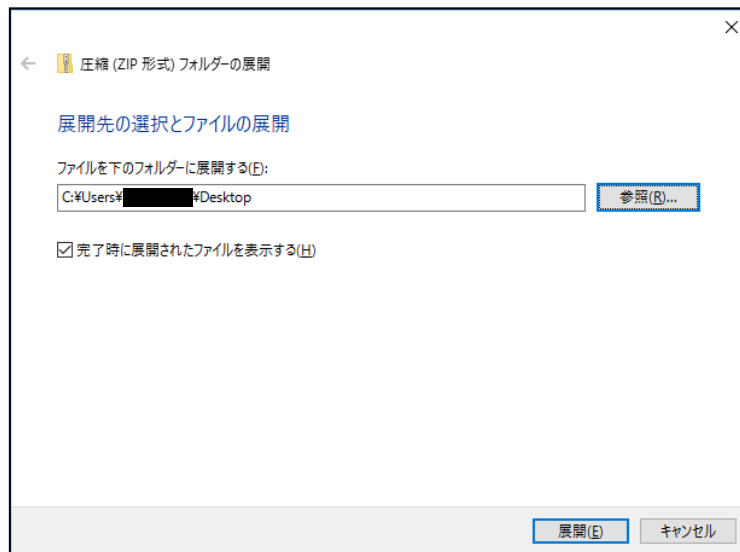 圧縮 (ZIP 形式) フォルダーの展開
展開先の選択とファイルの展開
ファイルを下のフォルダーに展開する(F):
C:¥Users¥ ¥Desktop
参照(R)...
完了時に展開されたファイルを表示する(H)
展開(E)
キャンセル